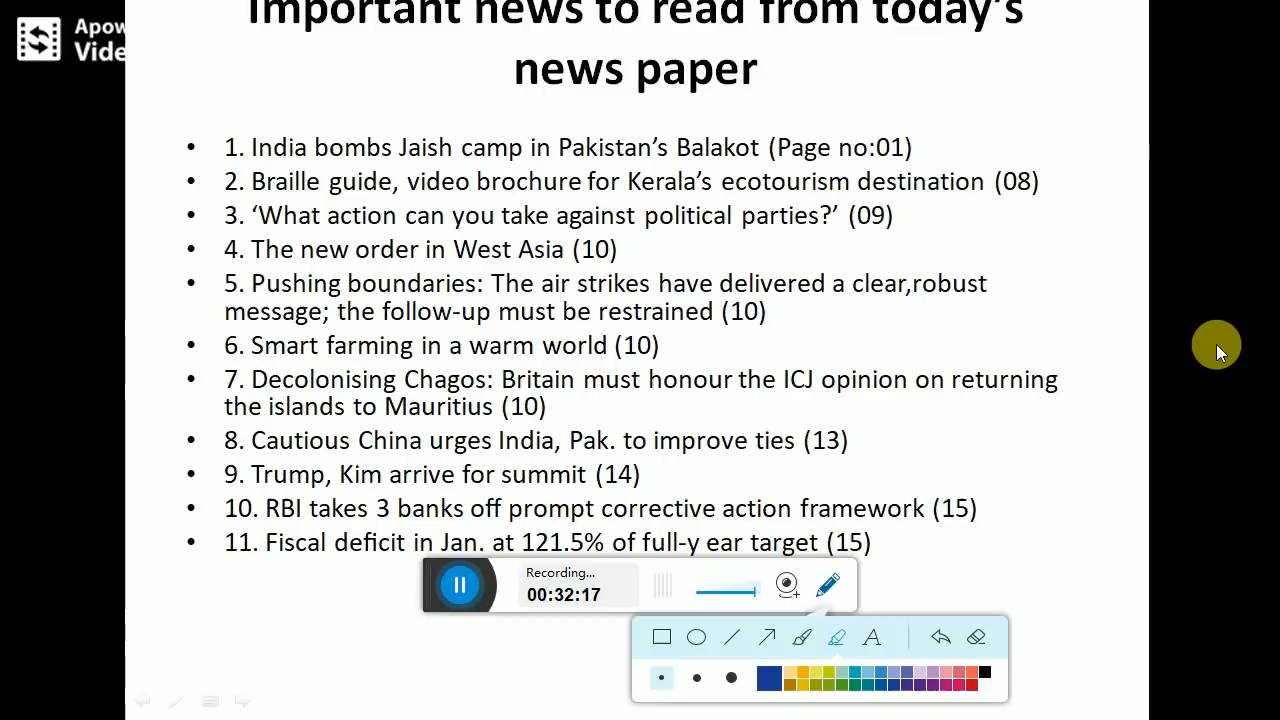 Important news to read from today's
news paper
Apow
Vide
• 1. India bombs Jaish camp in Pakistan's Balakot (Page no:01)
• 2. Braille guide, video brochure for Kerala's ecotourism destination (08)
• 3. ‘What action can you take against political parties?’ (09)
• 4. The new order in West Asia (10)
• 5. Pushing boundaries: The air strikes have delivered a clear,robust
message; the follow-up must be restrained (10)
• 6. Smart farming in a warm world (10)
• 7. Decolonising Chagos: Britain must honour the ICJ opinion on returning
the islands to Mauritius (10)
• 8. Cautious China urges India, Pak. to improve ties (13)
• 9. Trump, Kim arrive for summit (14)
• 10. RBI takes 3 banks off prompt corrective action framework (15)
• 11. Fiscal deficit in Jan. at 121.5% of full-y ear target (15)
Recording...
00:32:17
A